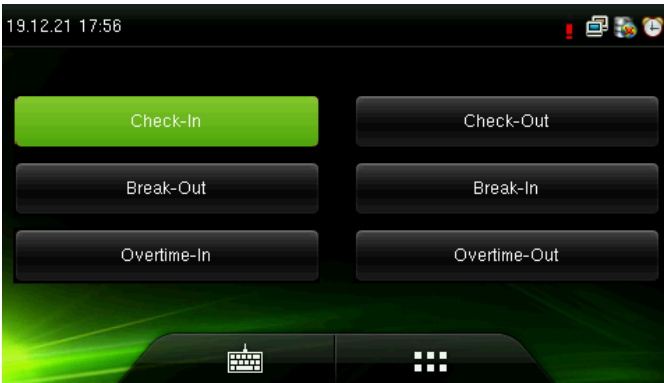 19.12.21 17:56
Check-In
Check-Out
Break-Out
Break-In
Overtime-In
Overtime-Out